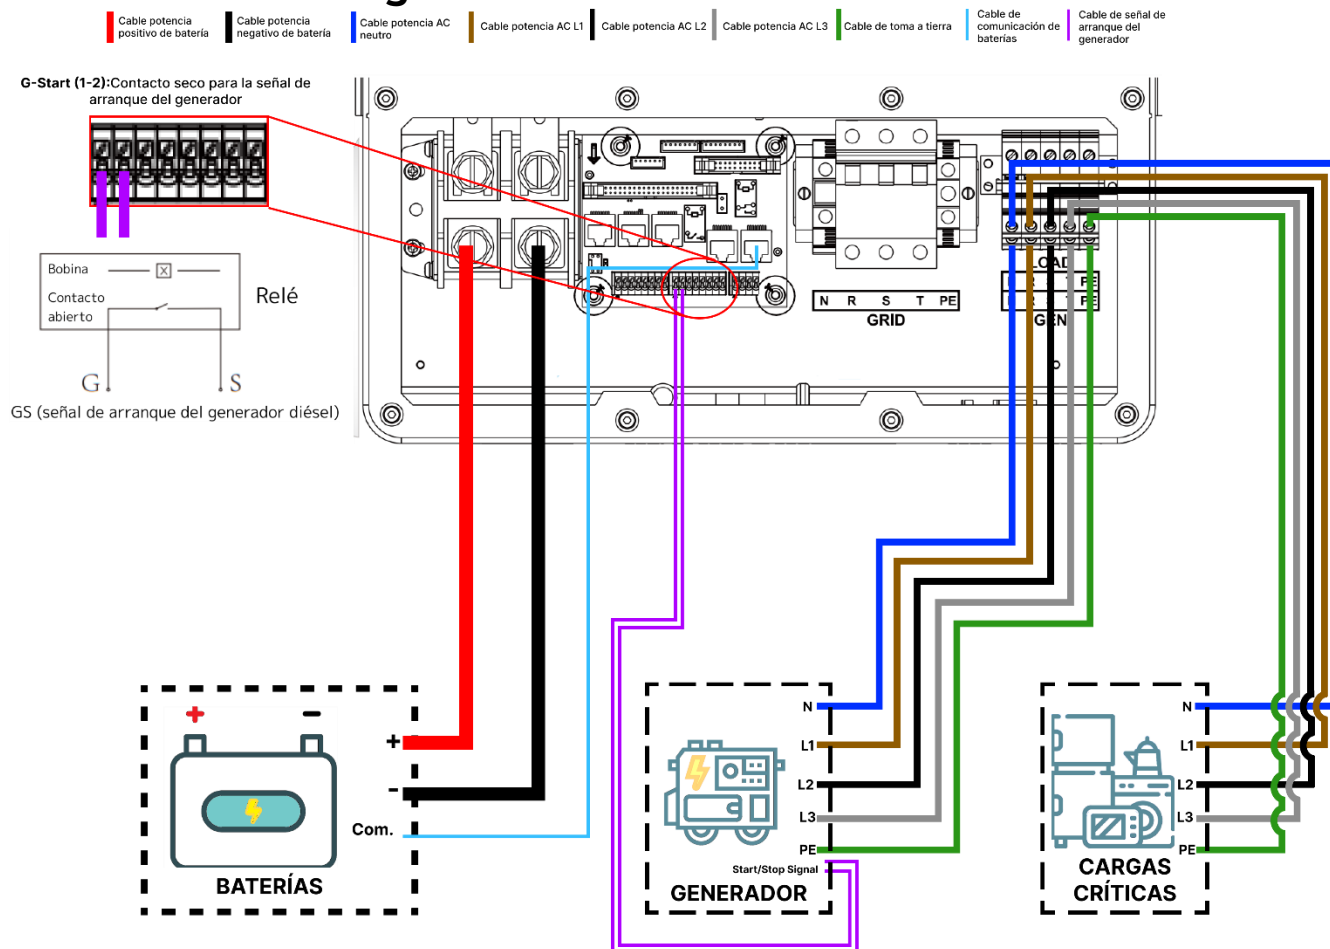 Cable potencia
positivo de batería
Cable potencia
negativo de batería
Cable potencia AC
neutro
Cable potencia AC L1
Cable potencia AC L2
Cable potencia AC L3
Cable de toma a tierra
Cable de
comunicación de
baterías
Cable de señal de
arranque del
generador
G-Start (1-2):Contacto seco para la señal de
arranque del generador
Bobina
X
Contacto
abierto
Relé
G
S
GS (señal de arranque del generador diésel)
LOAD
PE
PE
GEN
N R S T PE
GRID
+ −
+
-
Com.
BATERÍAS
N
L1
L2
L3
PE
Start/Stop Signal
GENERADOR
N
L1
L2
L3
PE
CARGAS
CRÍTICAS